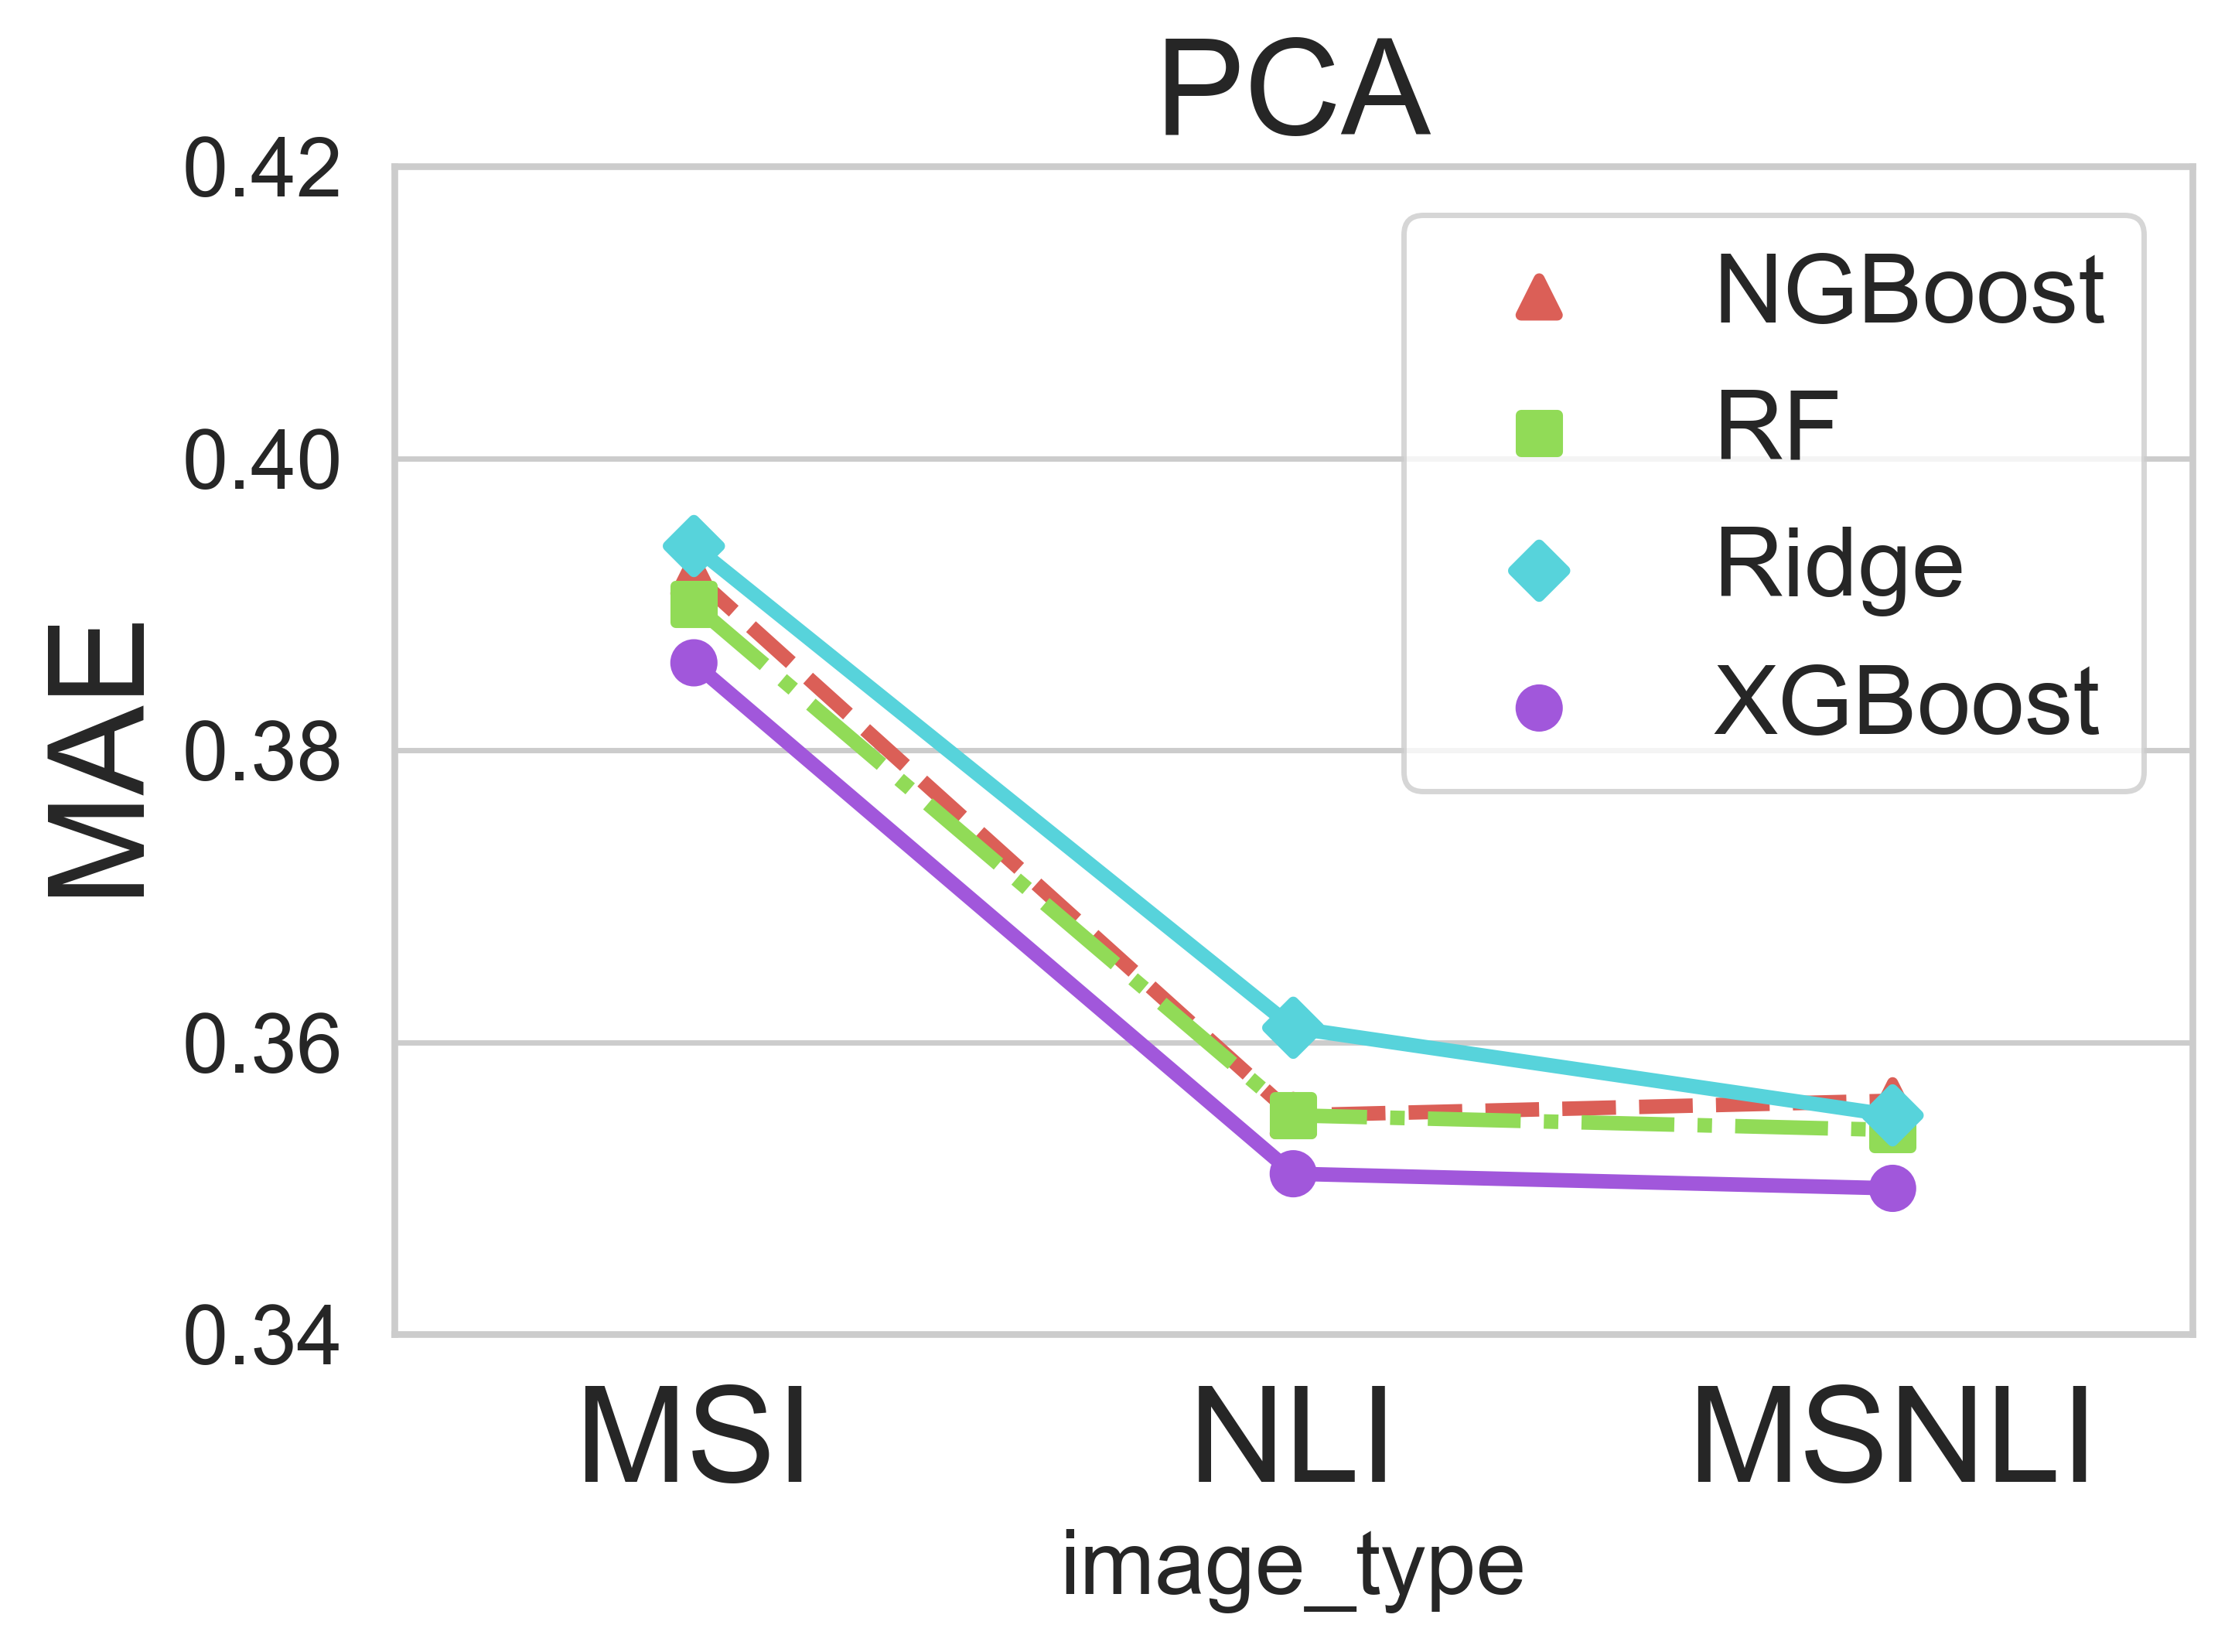 PCA
0.42
0.40
0.38
0.36
0.34
MAE
NGBoost
RF
Ridge
XGBoost
MSI NLI MSNLI
image_type